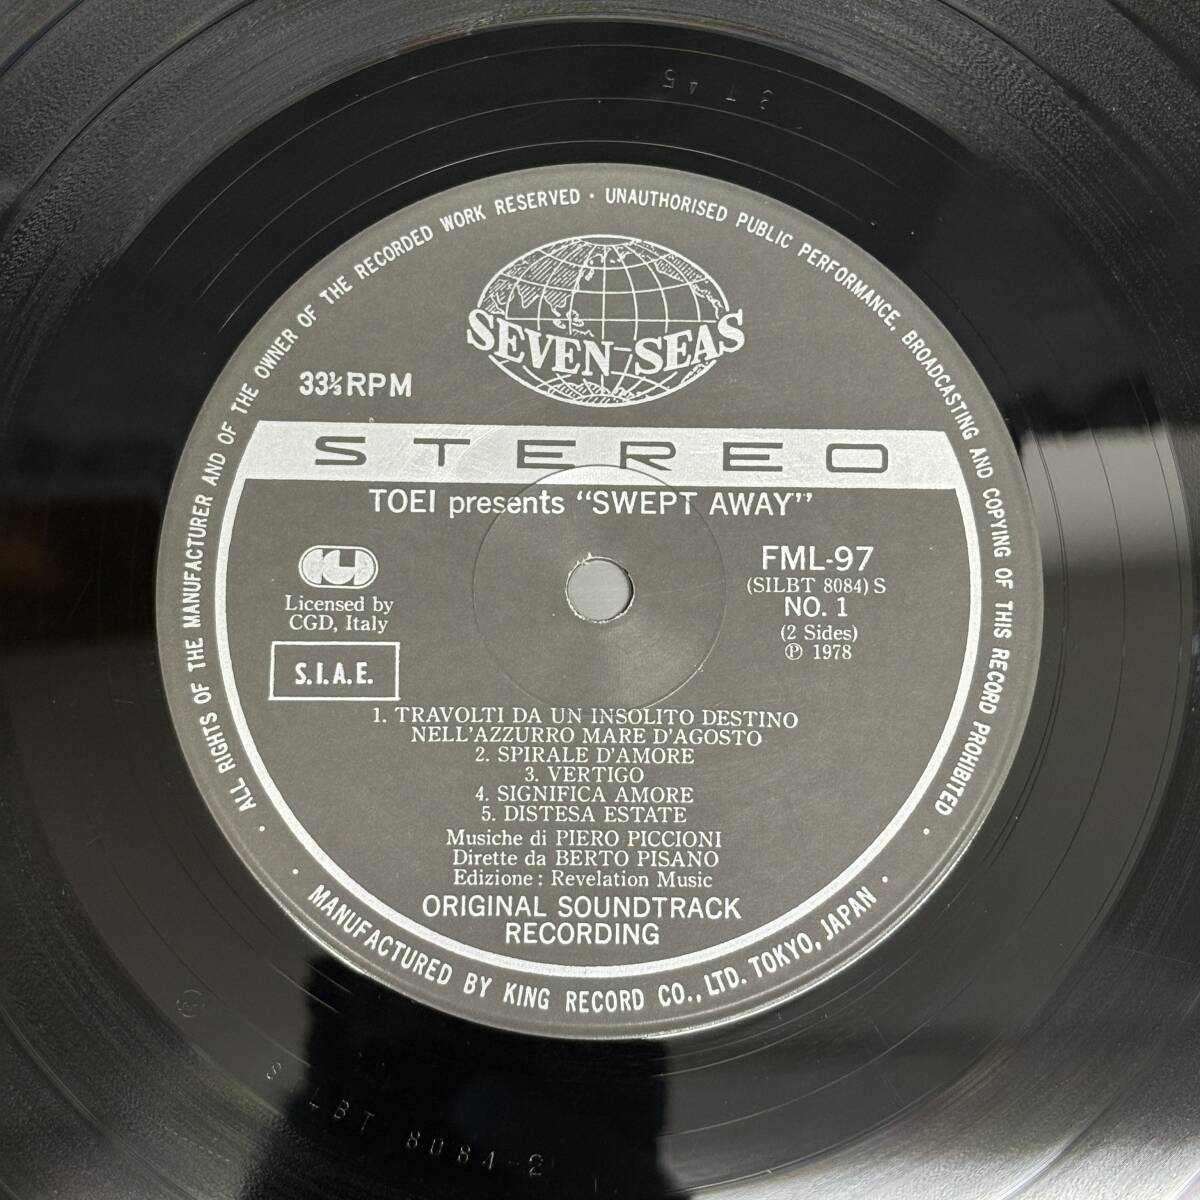 ALL RIGHTS OF THE MANUFACTURER AND OF THE OWNER OF THE RECORDED WORK RESERVED · UNAUTHORISED PUBLIC PERFORMANCE, BROADCASTING AND COPYING OF THIS RECORD PROHIBITED
SEVEN SEAS
33⅓ RPM
STEREO
TOEI presents "SWEPT AWAY"
CGD
Licensed by
CGD, Italy
S.I.A.E.
FML-97
(SILBT 8084) S
NO. 1
(2 Sides)
Ⓟ 1978
1. TRAVOLTI DA UN INSOLITO DESTINO
NELL'AZZURRO MARE D'AGOSTO
2. SPIRALE D'AMORE
3. VERTIGO
4. SIGNIFICA AMORE
5. DISTESA ESTATE
Musiche di PIERO PICCIONI
Dirette da BERTO PISANO
Edizione: Revelation Music
ORIGINAL SOUNDTRACK
RECORDING
· MANUFACTURED BY KING RECORD CO., LTD. TOKYO, JAPAN ·